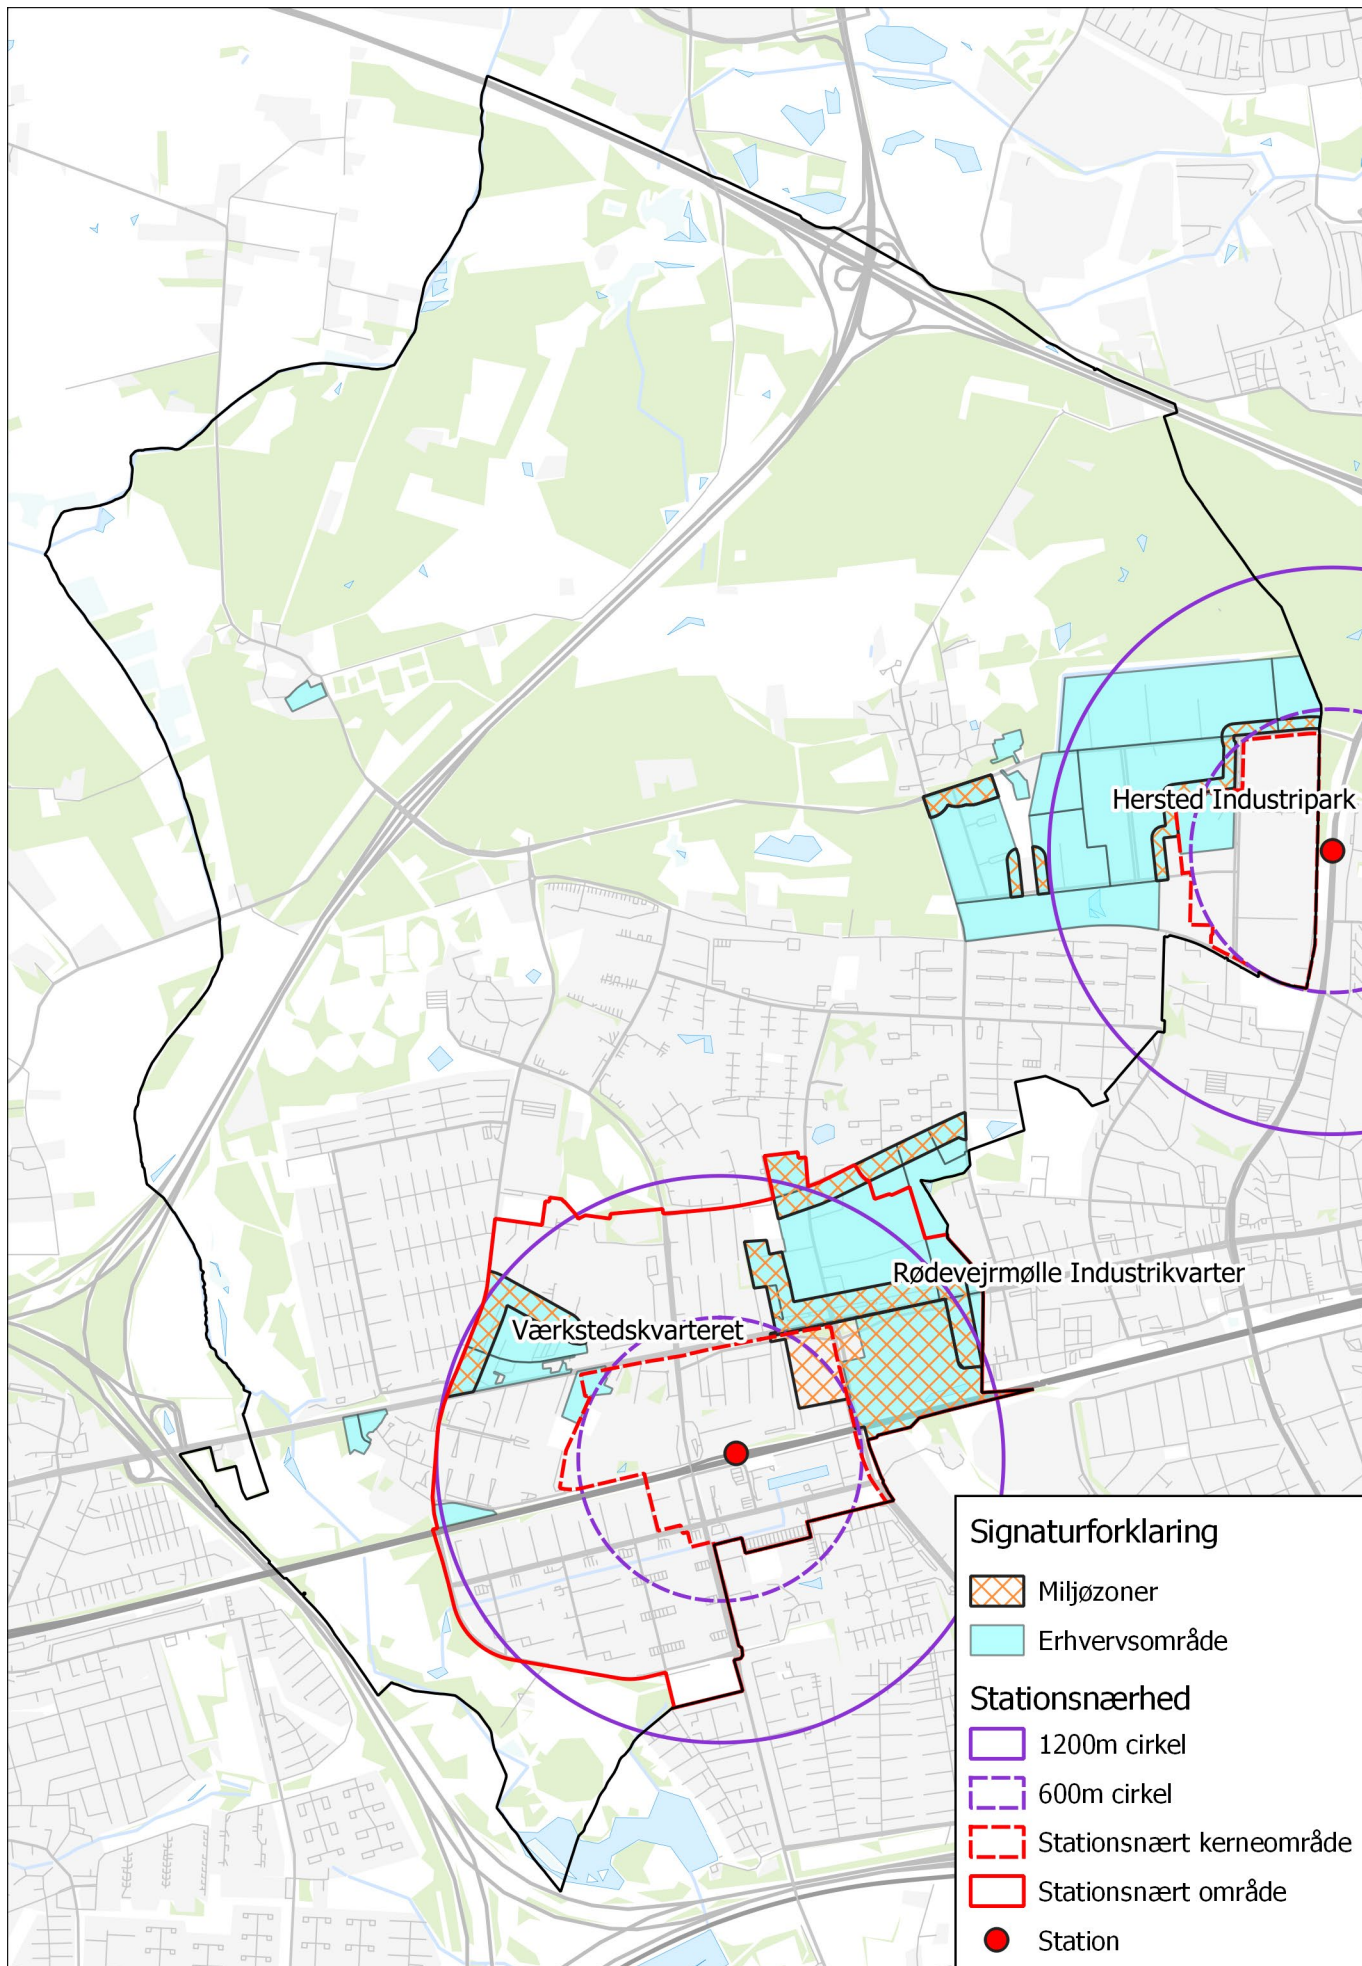 Hersted Industripark
Rødevejrmølle Industrikvarter
Værkstedskvarteret
Signaturforklaring
Miljøzoner
Erhvervsområde
Stationsnærhed
1200m cirkel
600m cirkel
Stationsnært kerneområde
Stationsnært område
Station